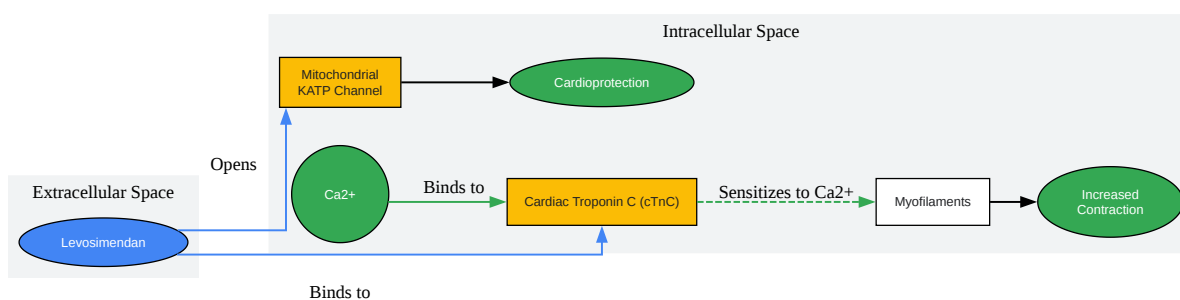 Intracellular Space
Mitochondrial
KATP Channel
Cardioprotection
Opens
Extracellular Space
Ca2+
Binds to
Cardiac Troponin C (cTnC)
Sensitizes to Ca2+
Myofilaments
Increased
Contraction
Levosimendan
Binds to